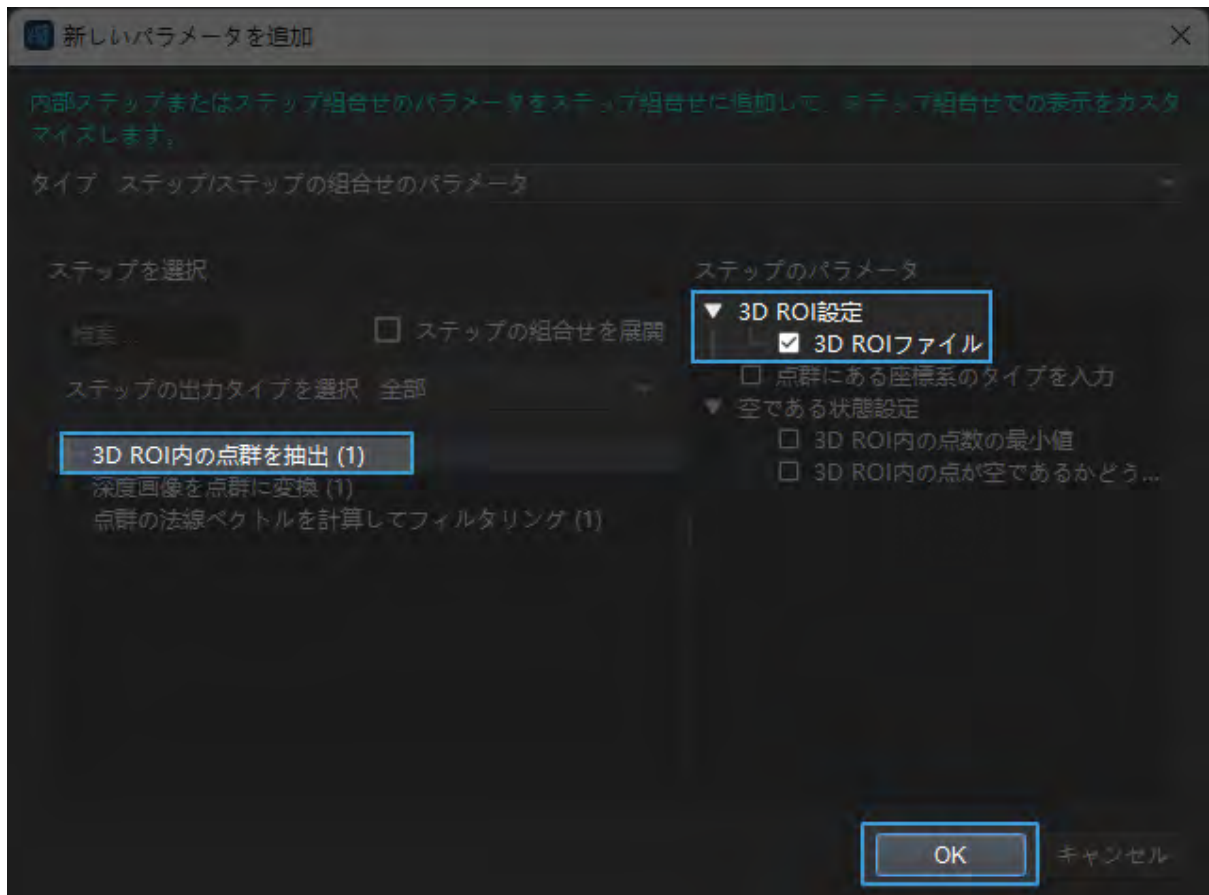 新しいパラメータを追加
内部ステップまたはステップ組合せのパラメータをステップ組合せに追加して、ステップ組合せでの表示をカスタ
マイズします。
タイプ ステップ/ステップの組合せのパラメータ
ステップを選択
検索...
ステップの組合せを展開
ステップの出力タイプを選択 全部
3D ROI内の点群を抽出 (1)
深度画像を点群に変換 (1)
点群の法線ベクトルを計算してフィルタリング (1)
ステップのパラメータ
3D ROI設定
3D ROIファイル
点群にある座標系のタイプを入力
空である状態設定
3D ROI内の点数の最小値
3D ROI内の点が空であるかどう...
OK
キャンセル